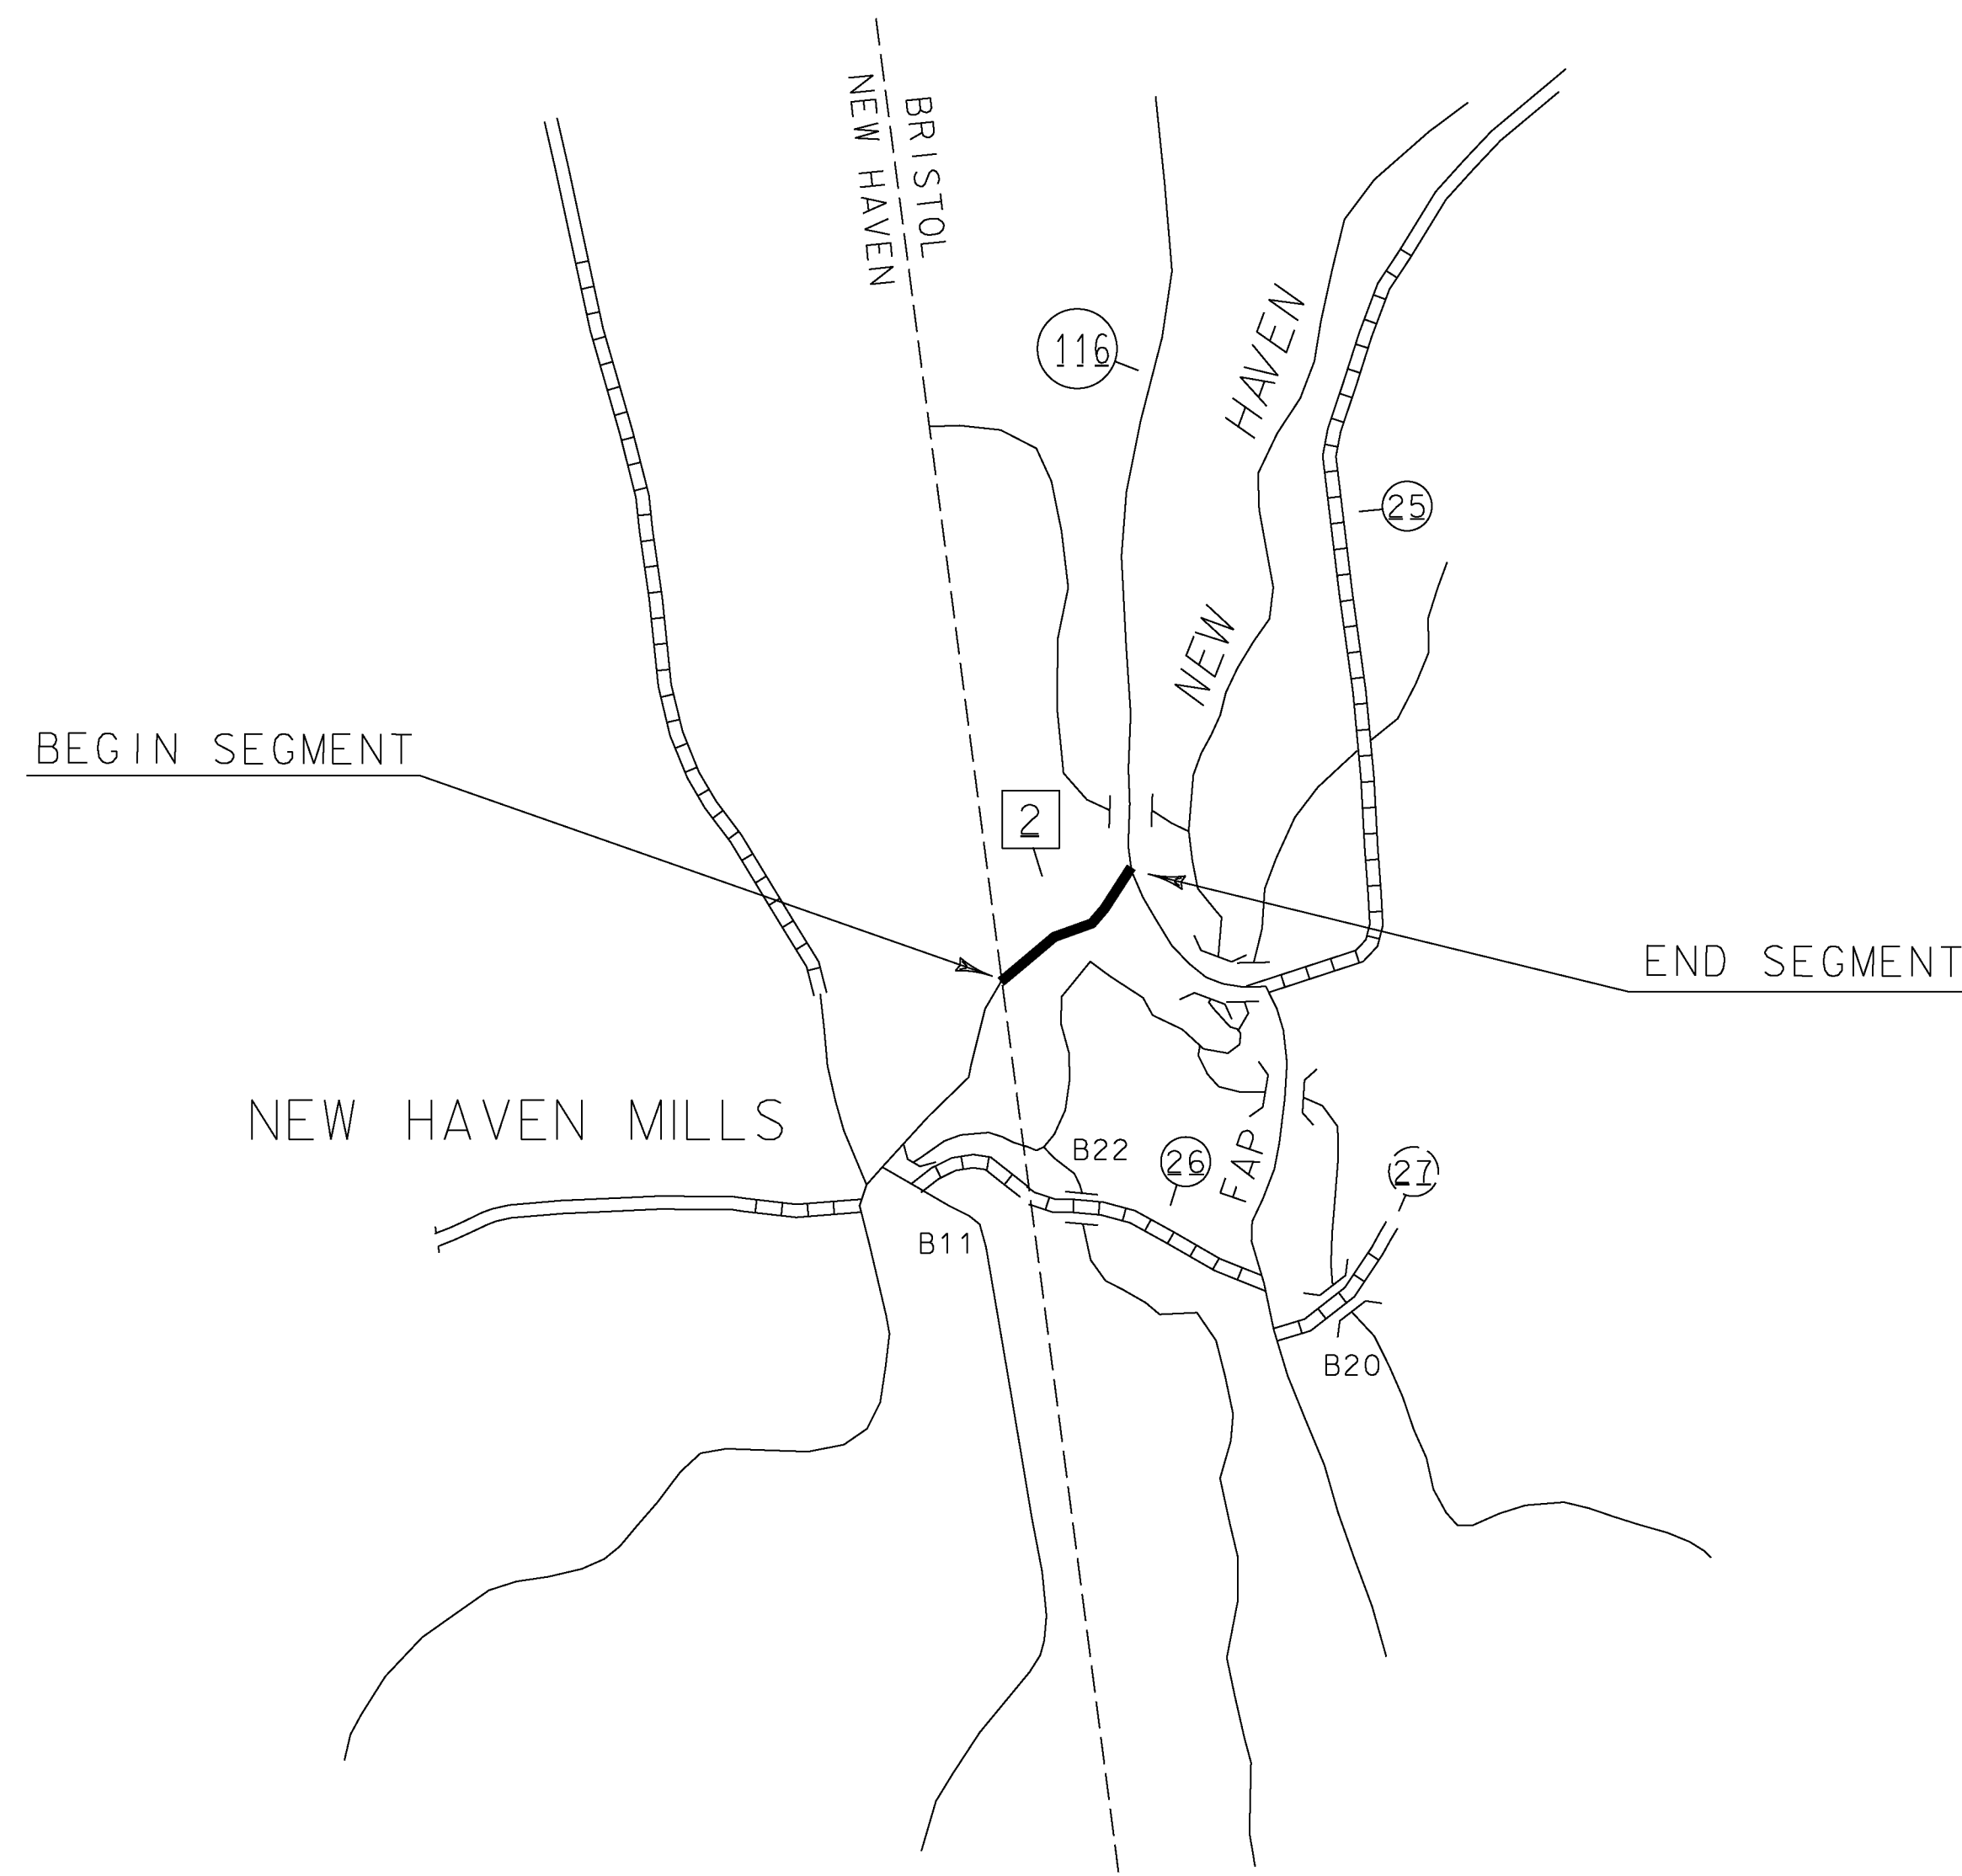 NEW HAVEN
BRISTOL
116
HAVEN
25
NEW
BEGIN SEGMENT
2
END SEGMENT
NEW HAVEN MILLS
B22
26
FAP
27
B11
B20